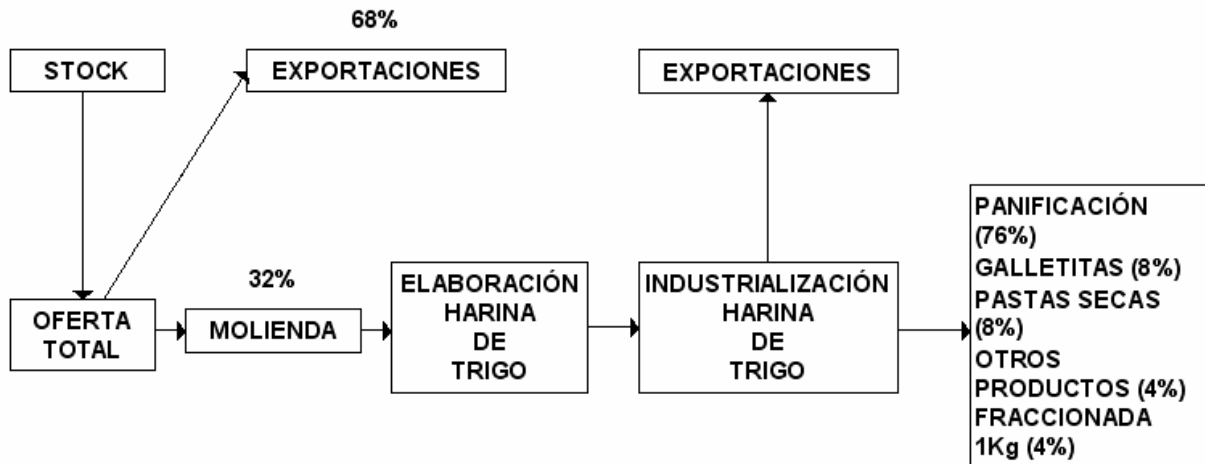 68%
STOCK
EXPORTACIONES
EXPORTACIONES
32%
OFERTA
TOTAL
MOLIENDA
ELABORACIÓN
HARINA
DE
TRIGO
INDUSTRIALIZACIÓN
HARINA
DE
TRIGO
PANIFICACIÓN
(76%)
GALLETITAS (8%)
PASTAS SECAS
(8%)
OTROS
PRODUCTOS (4%)
FRACCIONADA
1Kg (4%)